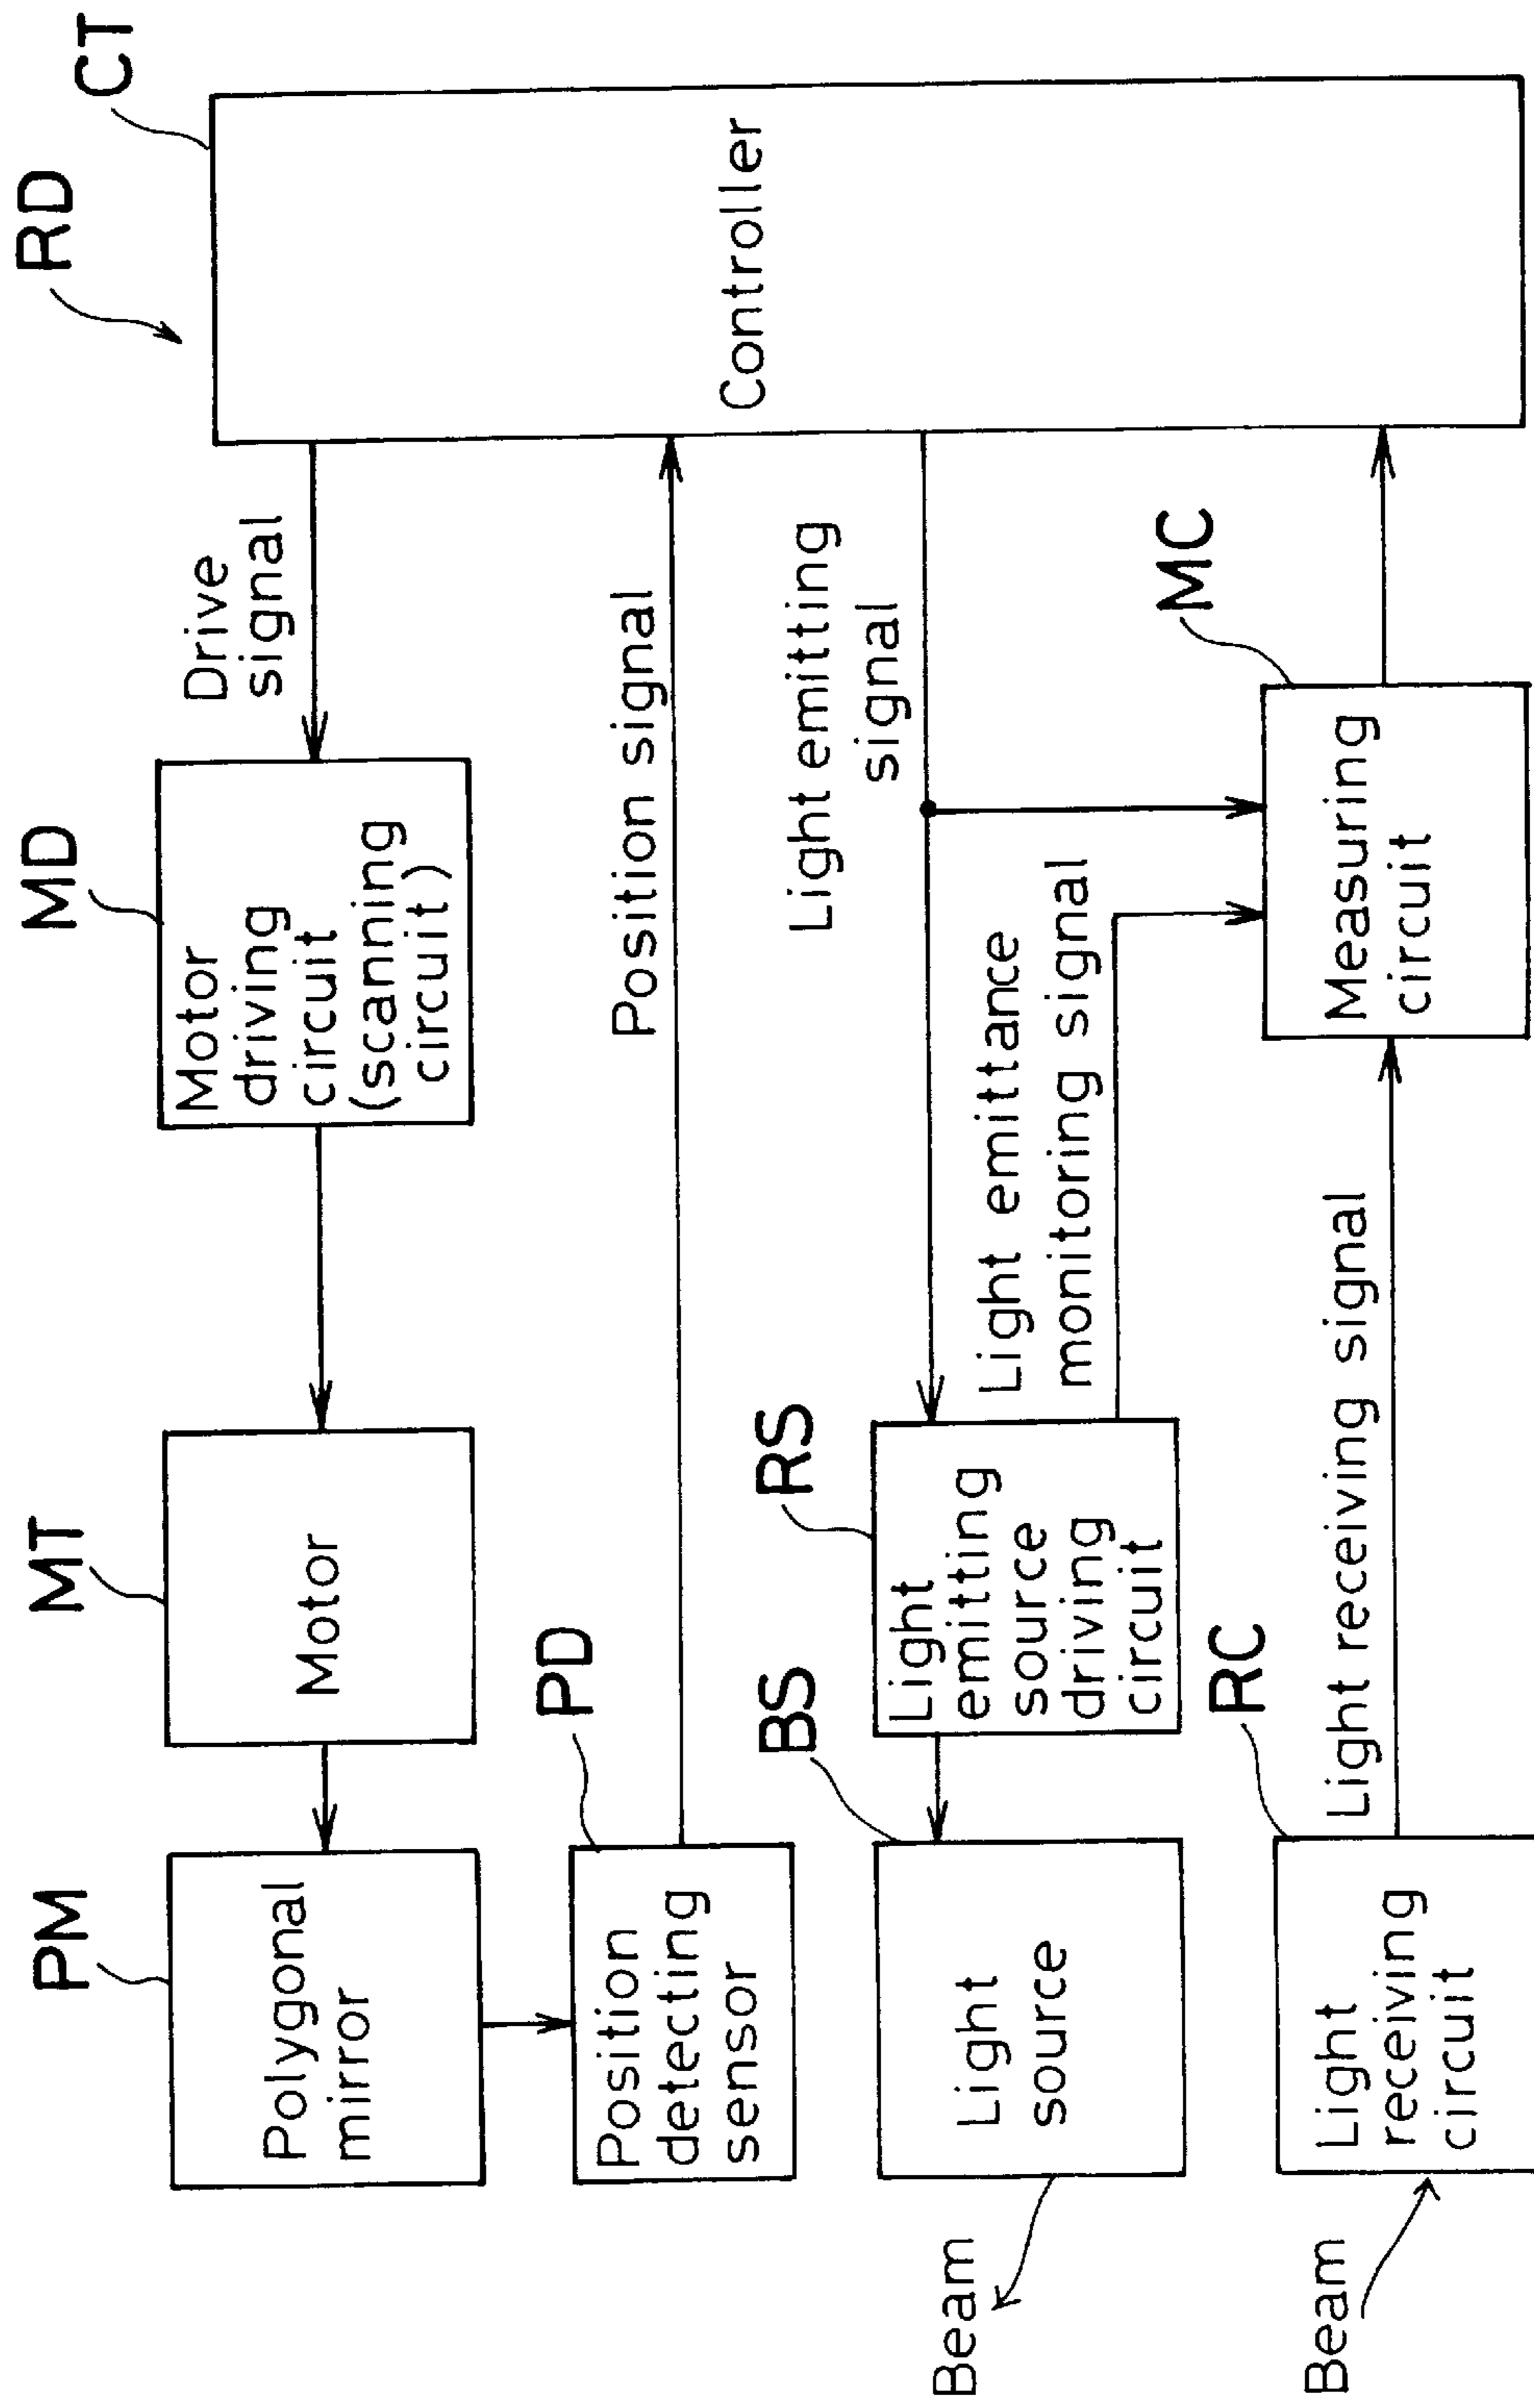 RD
CT
PM
MT
MD
Polygonal
mirror
Motor
Motor
driving
circuit
(scanning
circuit)
Drive
signal
Controller
PD
Position
detecting
sensor
Position signal
BS
RS
Light
source
Light
emitting
source
driving
circuit
Light emitting
signal
Light emittance
monitoring signal
Beam
RC
MC
Light
receiving
circuit
Light receiving signal
Measuring
circuit
Beam